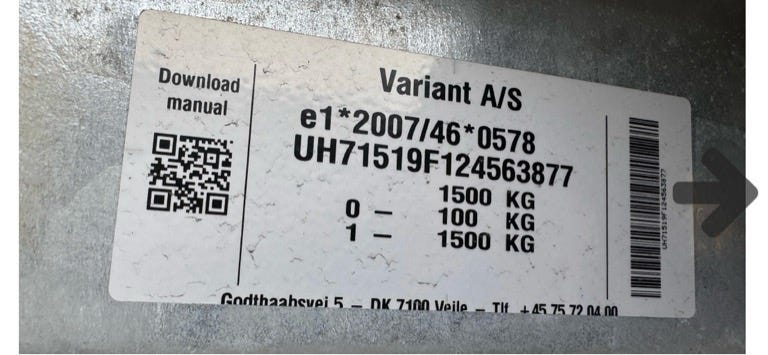 Download
manual
Variant A/S
e1*2007/46*0578
UH71519F124563877
1500 KG
0 – 100 KG
1 – 1500 KG
Godthaabsvej 5 – DK 7100 Vejle – Tlf. +45 75 72 04 00
UH71519F124563877